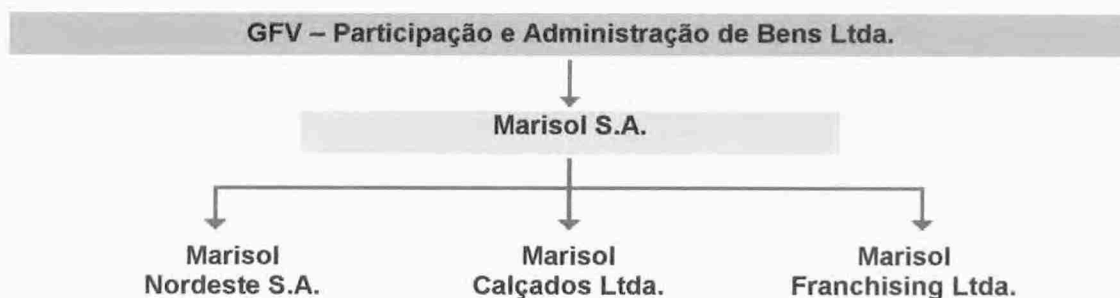 GFV – Participação e Administração de Bens Ltda.
Marisol S.A.
Marisol
Nordeste S.A.
Marisol
Calçados Ltda.
Marisol
Franchising Ltda.